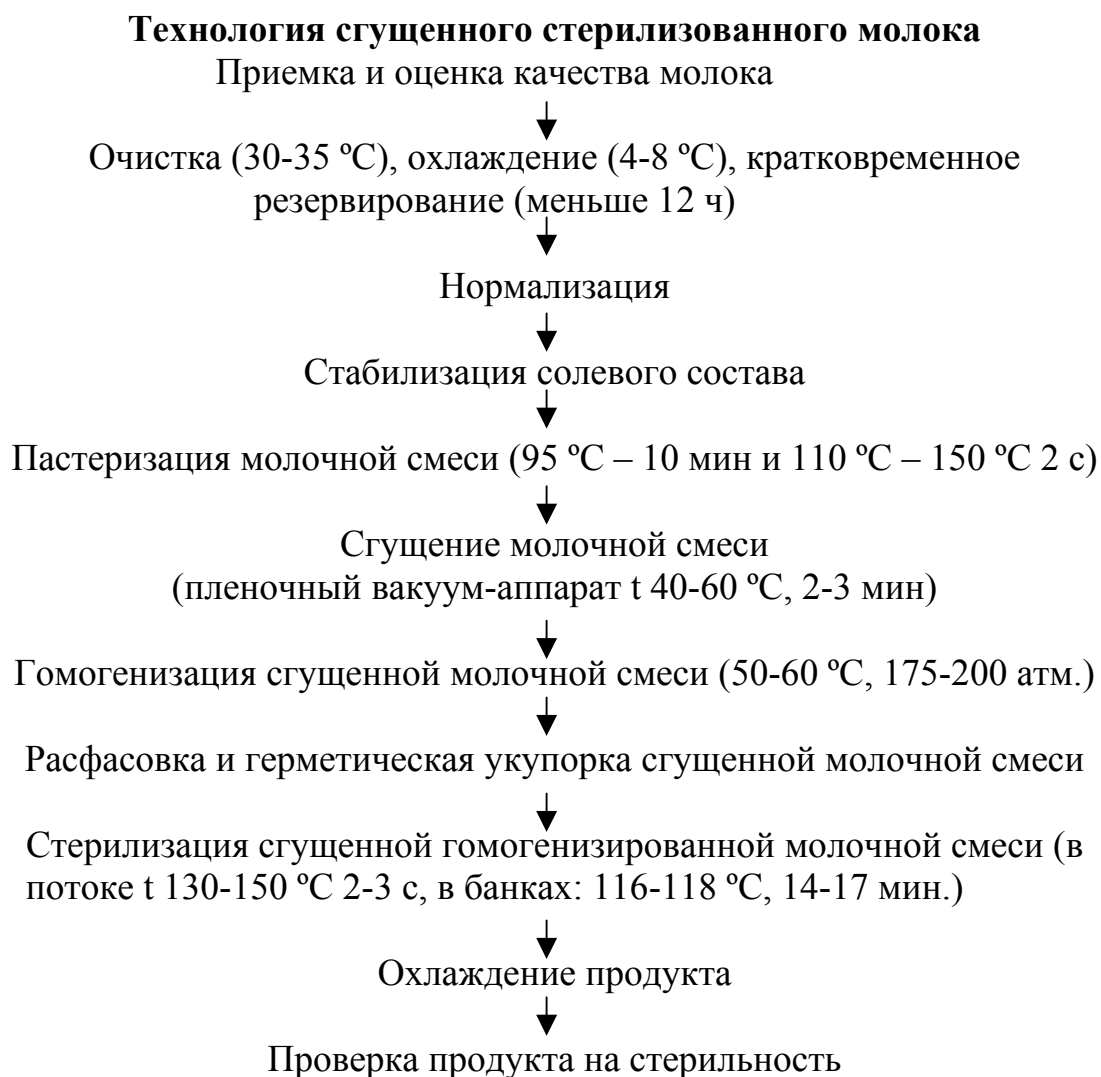 Технология сгущенного стерилизованного молока
Приемка и оценка качества молока
Очистка (30-35 ºС), охлаждение (4-8 ºС), кратковременное
резервирование (меньше 12 ч)
Нормализация
Стабилизация солевого состава
Пастеризация молочной смеси (95 ºС – 10 мин и 110 ºС – 150 ºС 2 с)
Сгущение молочной смеси
(пленочный вакуум-аппарат t 40-60 ºС, 2-3 мин)
Гомогенизация сгущенной молочной смеси (50-60 ºС, 175-200 атм.)
Расфасовка и герметическая укупорка сгущенной молочной смеси
Стерилизация сгущенной гомогенизированной молочной смеси (в
потоке t 130-150 ºС 2-3 с, в банках: 116-118 ºС, 14-17 мин.)
Охлаждение продукта
Проверка продукта на стерильность